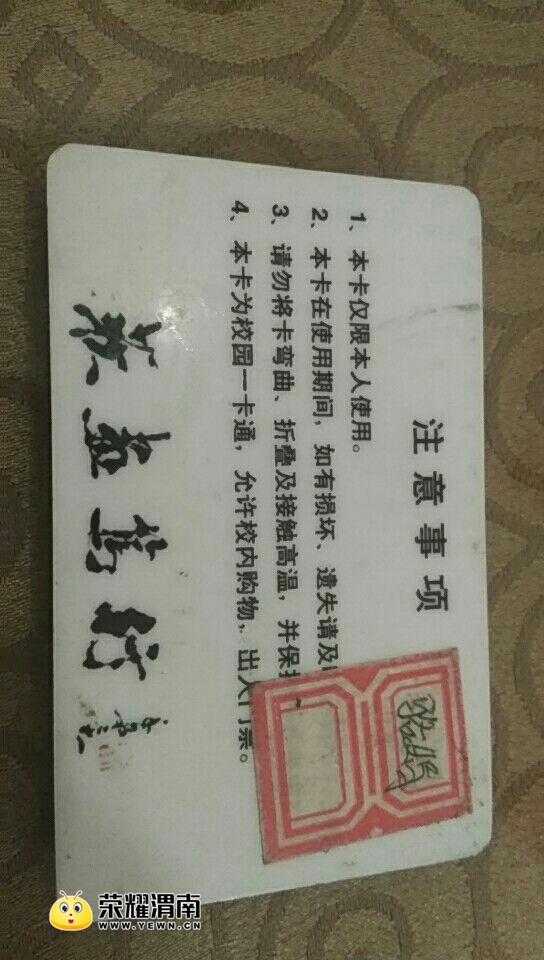 注意事项
1、本卡仅限本人使用。
2、本卡在使用期间，如有损坏、遗失请及
3、请勿将卡弯曲、折叠及接触高温，并保持
4、本卡为校园一卡通，允许校内购物，出入门票。
荣耀渭南
WWW.YEWN.CN